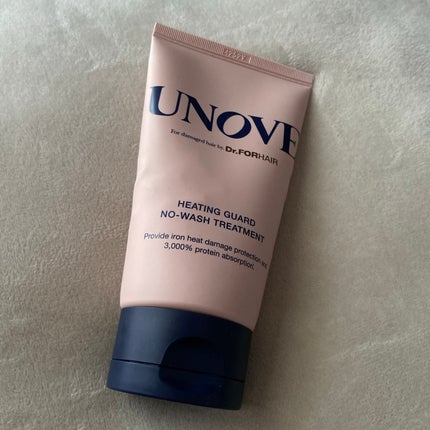 UNOVE
For damaged hair by. Dr.FORHAIR
HEATING GUARD
NO-WASH TREATMENT
Provide iron heat damage protection
3,000% protein absorption.